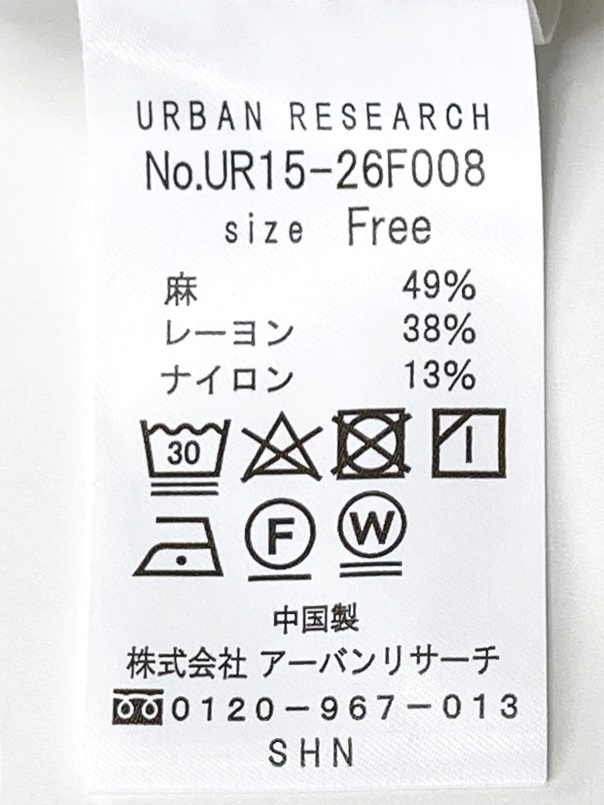 URBAN RESEARCH
No.UR15-26F008
size Free
麻 49%
レーヨン 38%
ナイロン 13%
30
F W
中国製
株式会社 アーバンリサーチ
0120-967-013
SHN